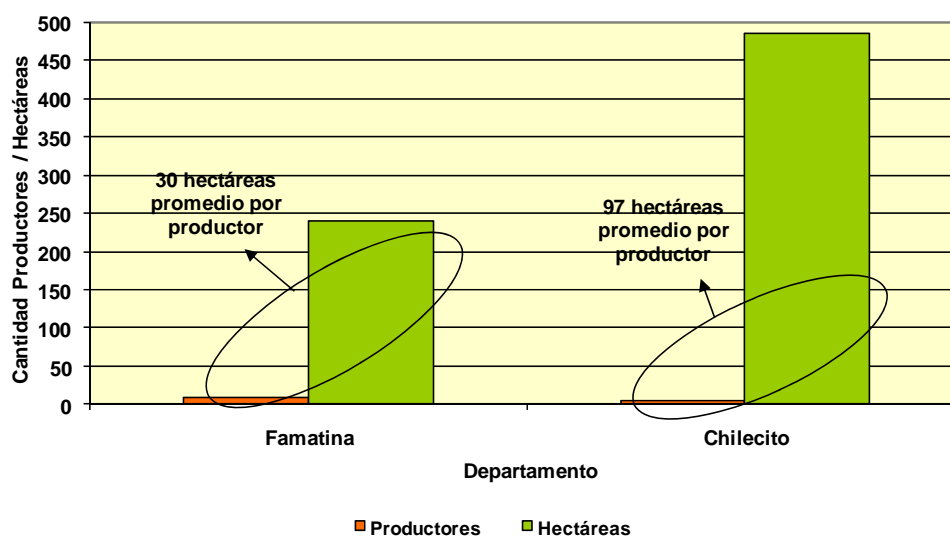 Cantidad Productores / Hectáreas
500
450
400
350
300
250
200
150
100
50
0
30 hectáreas
promedio por
productor
97 hectáreas
promedio por
productor
Famatina
Chilecito
Departamento
Productores
Hectáreas